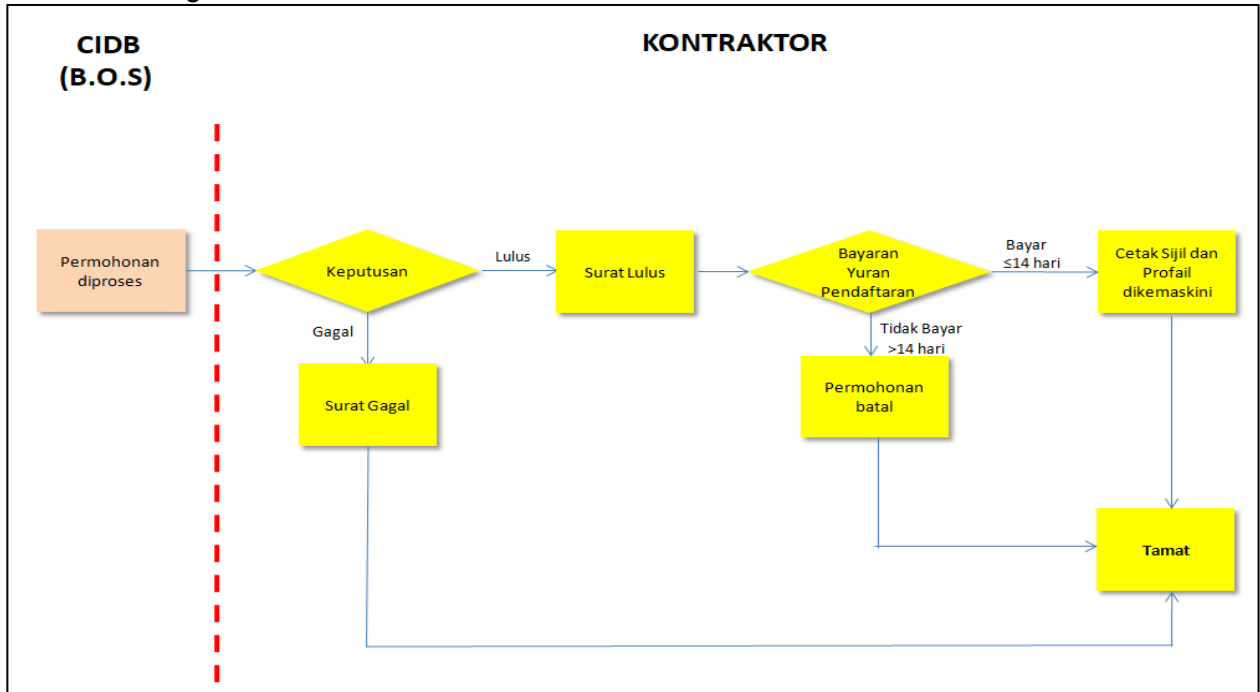 g
CIDB
(B.O.S)
KONTRAKTOR
Permohonan
diproses
Keputusan
Lulus
Surat Lulus
Bayaran
Yuran
Pendaftaran
Bayar
≤14 hari
Cetak Sijil dan
Profail
dikemaskini
Gagal
Surat Gagal
Tidak Bayar
>14 hari
Permohonan
batal
Tamat